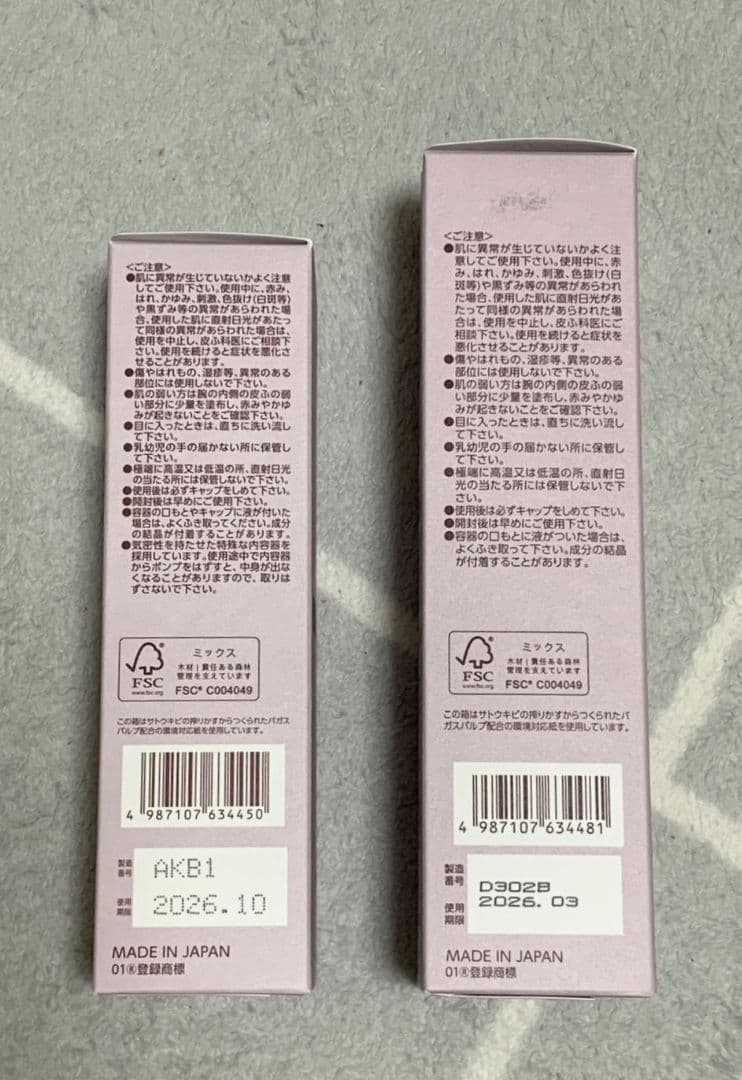 <ご注意>
●肌に異常が生じていないかよく注意
してご使用下さい。使用中に、赤み、
はれ、かゆみ、刺激、色抜け(白斑等)
や黒ずみ等の異常があらわれた場
合、使用した肌に直射日光があたっ
て同様の異常があらわれた場合は、
使用を中止し、皮ふ科医にご相談下
さい。使用を続けると症状を悪化さ
せることがあります。
●傷やはれもの、湿疹等、異常のある
部位には使用しないで下さい。
●肌の弱い方は腕の内側の皮ふの弱
い部分に少量を塗布し、赤みやかゆ
みが起きないことをご確認下さい。
●目に入ったときは、直ちに洗い流し
て下さい。
●乳幼児の手の届かない所に保管し
て下さい。
●極端に高温又は低温の所、直射日光
の当たる所には保管しないで下さい。
●使用後は必ずキャップをしめて下さい。
●開封後は早めにご使用下さい。
●容器の口もとやキャップに液が付いた
場合は、よくふき取ってください。成分
の結晶が付着することがあります。
●気密性を持たせた特殊な内容器を
採用しています。使用途中で内容器
からポンプをはずすと、中身が出な
くなることがありますので、取りは
ずさないで下さい。
FSC
www.fsc.org
ミックス
木材|責任ある森林
管理を支えています
FSC® C004049
この箱はサトウキビの搾りかすからつくられたバガス
パルプ配合の環境対応紙を使用しています。
4 987107 634450
製造
番号
AKB1
使用
期限
2026.10
MADE IN JAPAN
01®登録商標
<ご注意>
●肌に異常が生じていないかよく注
意してご使用下さい。使用中に、赤
み、はれ、かゆみ、刺激、色抜け(白
斑等)や黒ずみ等の異常があらわれ
た場合、使用した肌に直射日光があ
たって同様の異常があらわれた場合
は、使用を中止し、皮ふ科医にご相
談下さい。使用を続けると症状を
悪化させることがあります。
●傷やはれもの、湿疹等、異常のある
部位には使用しないで下さい。
●肌の弱い方は腕の内側の皮ふの弱
い部分に少量を塗布し、赤みやかゆ
みが起きないことをご確認下さい。
●目に入ったときは、直ちに洗い流し
て下さい。
●乳幼児の手の届かない所に保管し
て下さい。
●極端に高温又は低温の所、直射日
光の当たる所には保管しないで下
さい。
●使用後は必ずキャップをしめて下さい。
●開封後は早めにご使用下さい。
●容器の口もとに液がついた場合は、
よくふき取って下さい。成分の結晶
が付着することがあります。
FSC
www.fsc.org
ミックス
木材|責任ある森林
管理を支えています
FSC® C004049
この箱はサトウキビの搾りかすからつくられたバ
ガスパルプ配合の環境対応紙を使用しています。
4 987107 634481
製造
番号
D302B
使用
期限
2026.03
MADE IN JAPAN
01®登録商標